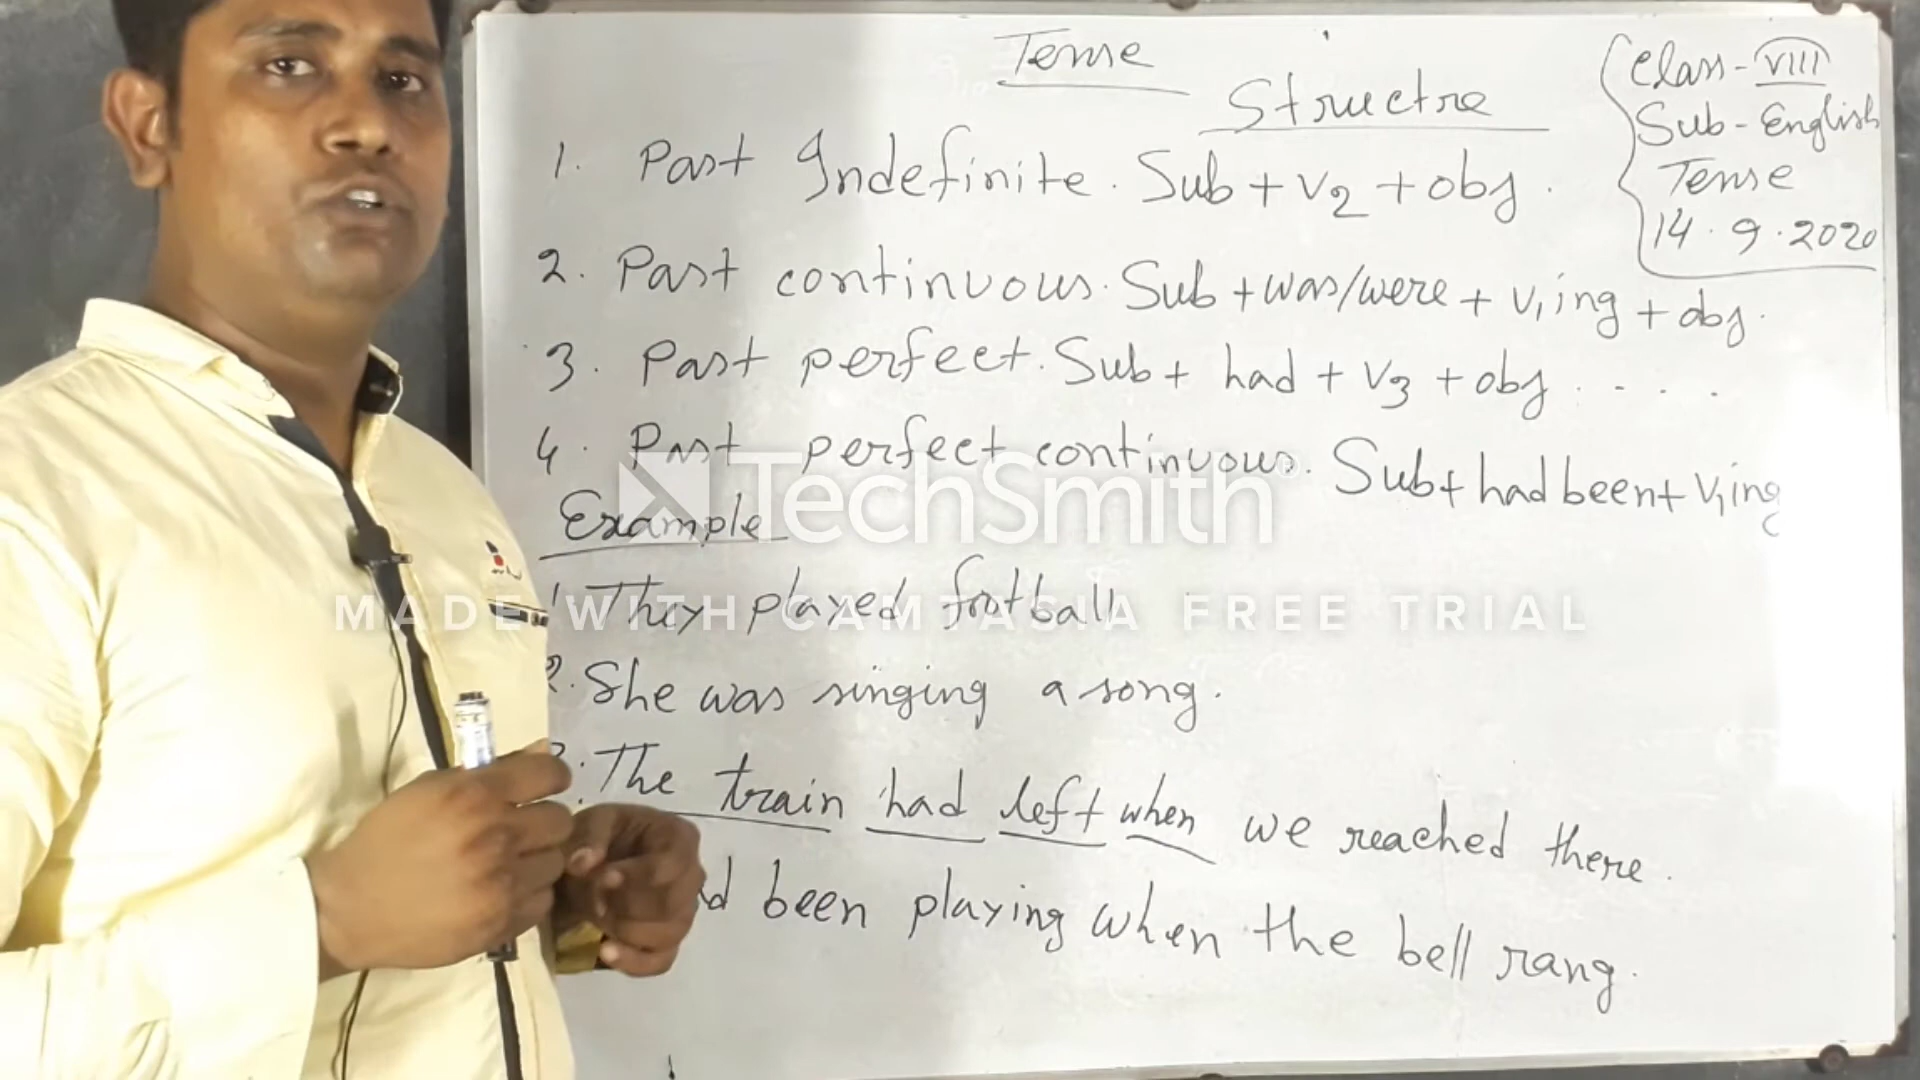 Tense
Structre
Class-VIII
Sub-English
Tense
14.9.2020
1. Past Indefinite. Sub+V2+obj.
2. Past continuous. Sub+was/were+V1ing+obj.
3. Past perfect. Sub+had+V3+obj....
4. Past perfect continuous. Sub+had been+V1ing
TechSmith
Example
MADE WITH CAMTASIA FREE TRIAL
1 They played football
2. She was singing a song.
The train had left when we reached there.
been playing when the bell rang.